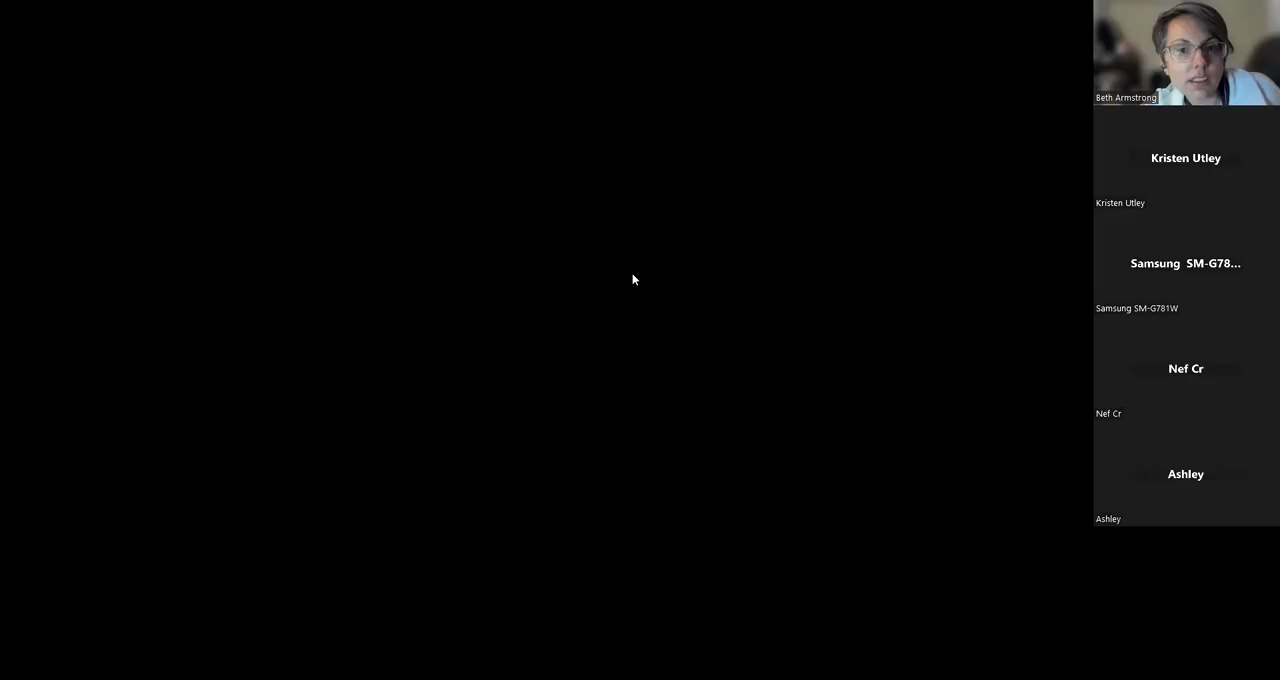 Beth Armstrong
Kristen Utley
Kristen Utley
Samsung SM-G78...
Samsung SM-G781W
Nef Cr
Nef Cr
Ashley
Ashley